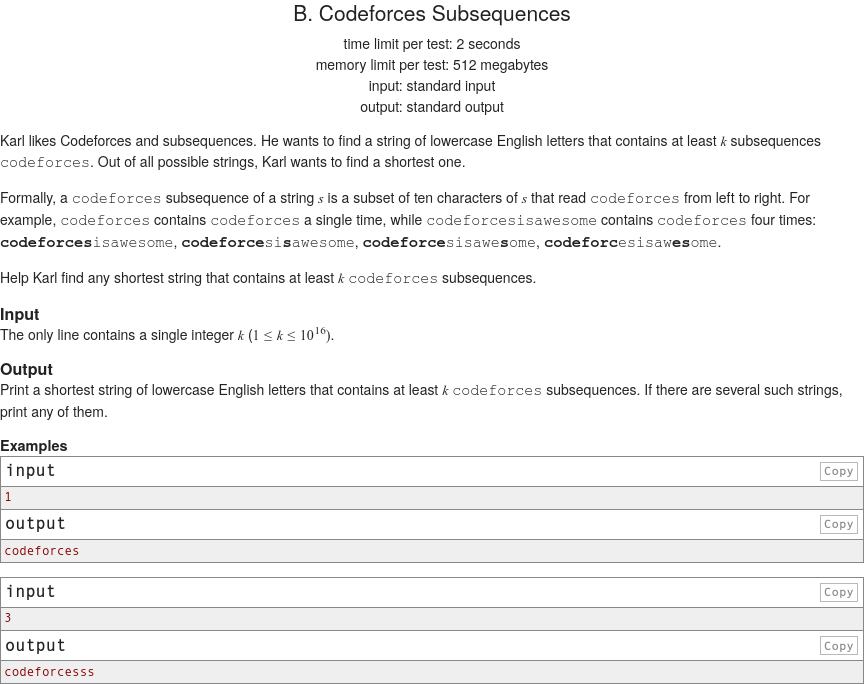 B. Codeforces Subsequences
time limit per test: 2 seconds
memory limit per test: 512 megabytes
input: standard input
output: standard output
Karl likes Codeforces and subsequences. He wants to find a string of lowercase English letters that contains at least k subsequences
codeforces. Out of all possible strings, Karl wants to find a shortest one.
Formally, a codeforces subsequence of a string s is a subset of ten characters of s that read codeforces from left to right. For
example, codeforces contains codeforces a single time, while codeforcesisawesome contains codeforces four times:
codeforcesisawesome, codeforcesisawesome, codeforcesisawesome, codeforcesisawesome.
Help Karl find any shortest string that contains at least k codeforces subsequences.
Input
The only line contains a single integer k (1 ≤ k ≤ 10^16).
Output
Print a shortest string of lowercase English letters that contains at least k codeforces subsequences. If there are several such strings,
print any of them.
Examples
input Copy
1
output Copy
codeforces
input Copy
3
output Copy
codeforcesss